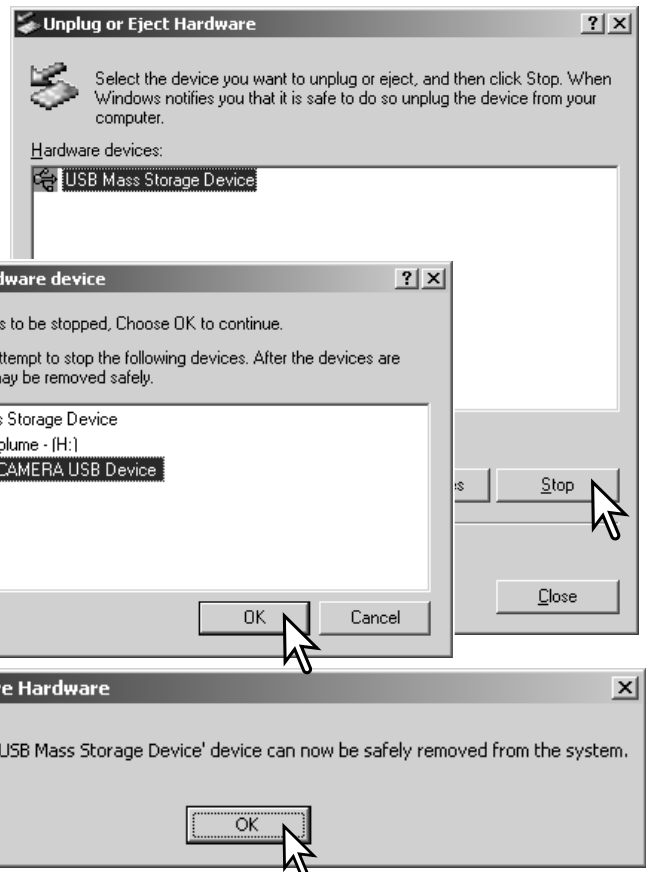 Unplug or Eject Hardware
Select the device you want to unplug or eject, and then click Stop. When
Windows notifies you that it is safe to do so unplug the device from your
computer.
Hardware devices:
USB Mass Storage Device
device
to be stopped, Choose OK to continue.
to stop the following devices. After the devices are
may be removed safely.
Storage Device
(H:)
CAMERA USB Device
Stop
OK
Cancel
Close
Hardware
USB Mass Storage Device' device can now be safely removed from the system.
OK